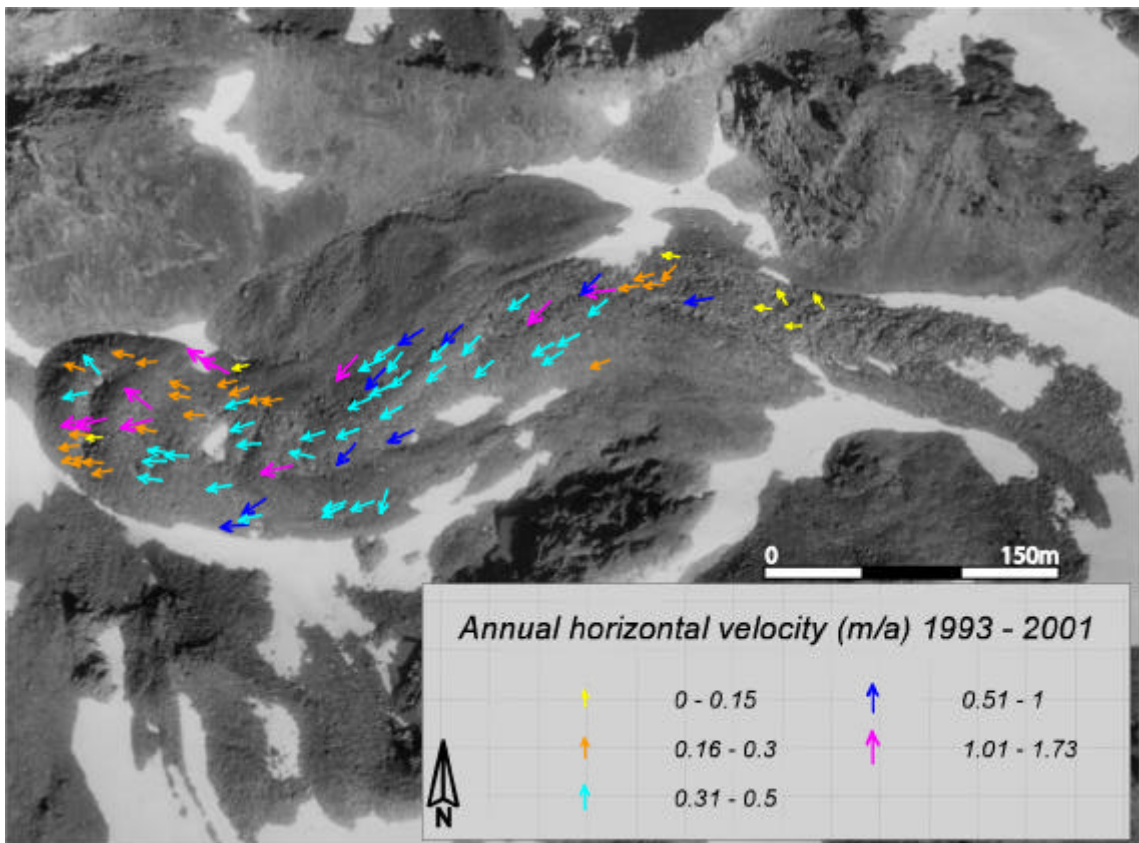 0 150m
Annual horizontal velocity (m/a) 1993 - 2001
0 - 0.15 0.51 - 1
0.16 - 0.3 1.01 - 1.73
0.31 - 0.5
N